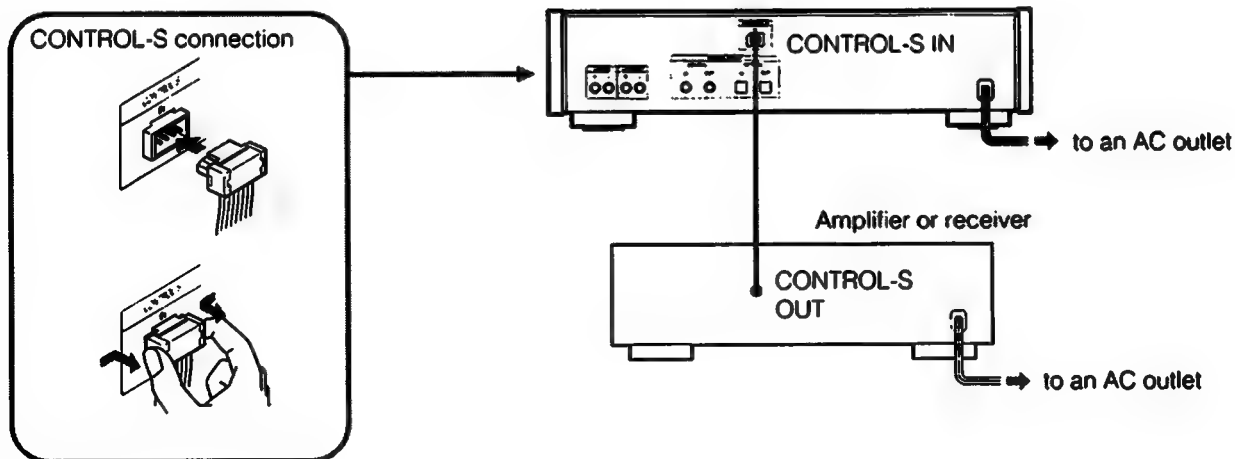 CONTROL-S connection
CONTROL-S IN
to an AC outlet
Amplifier or receiver
CONTROL-S
OUT
to an AC outlet